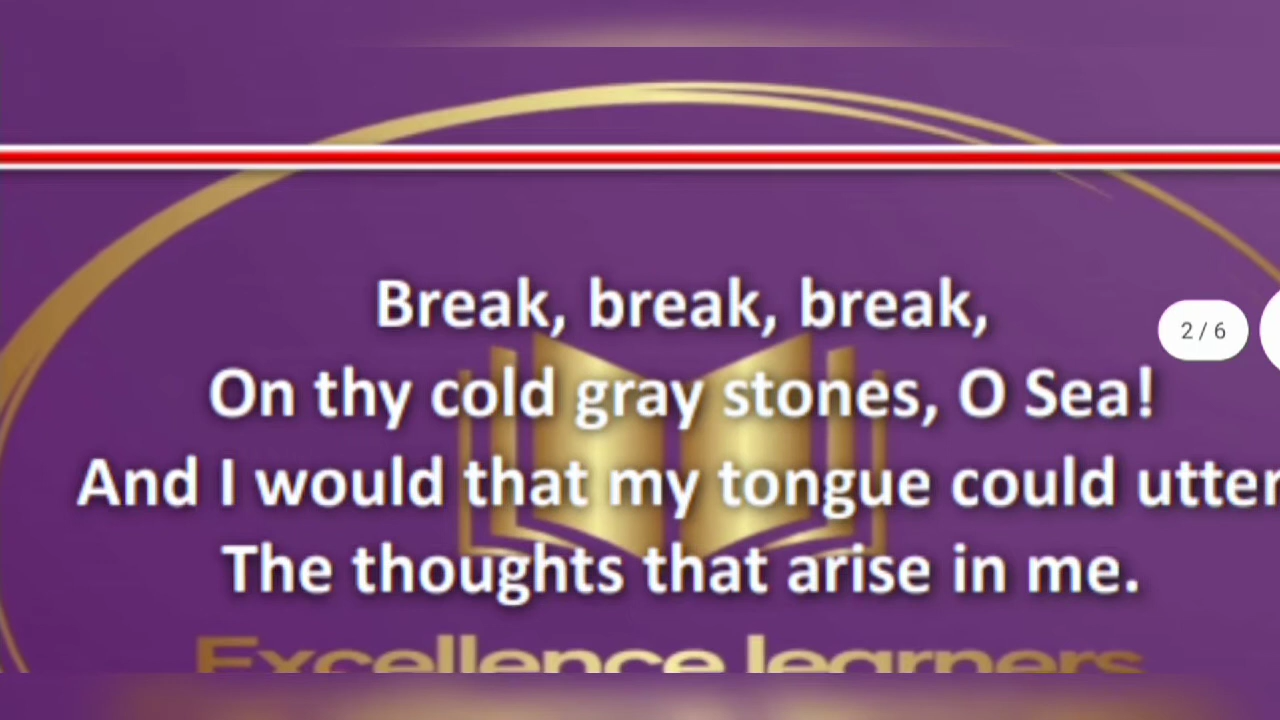 Break, break, break,
2 / 6
On thy cold gray stones, O Sea!
And I would that my tongue could utter
The thoughts that arise in me.
Excellence learners